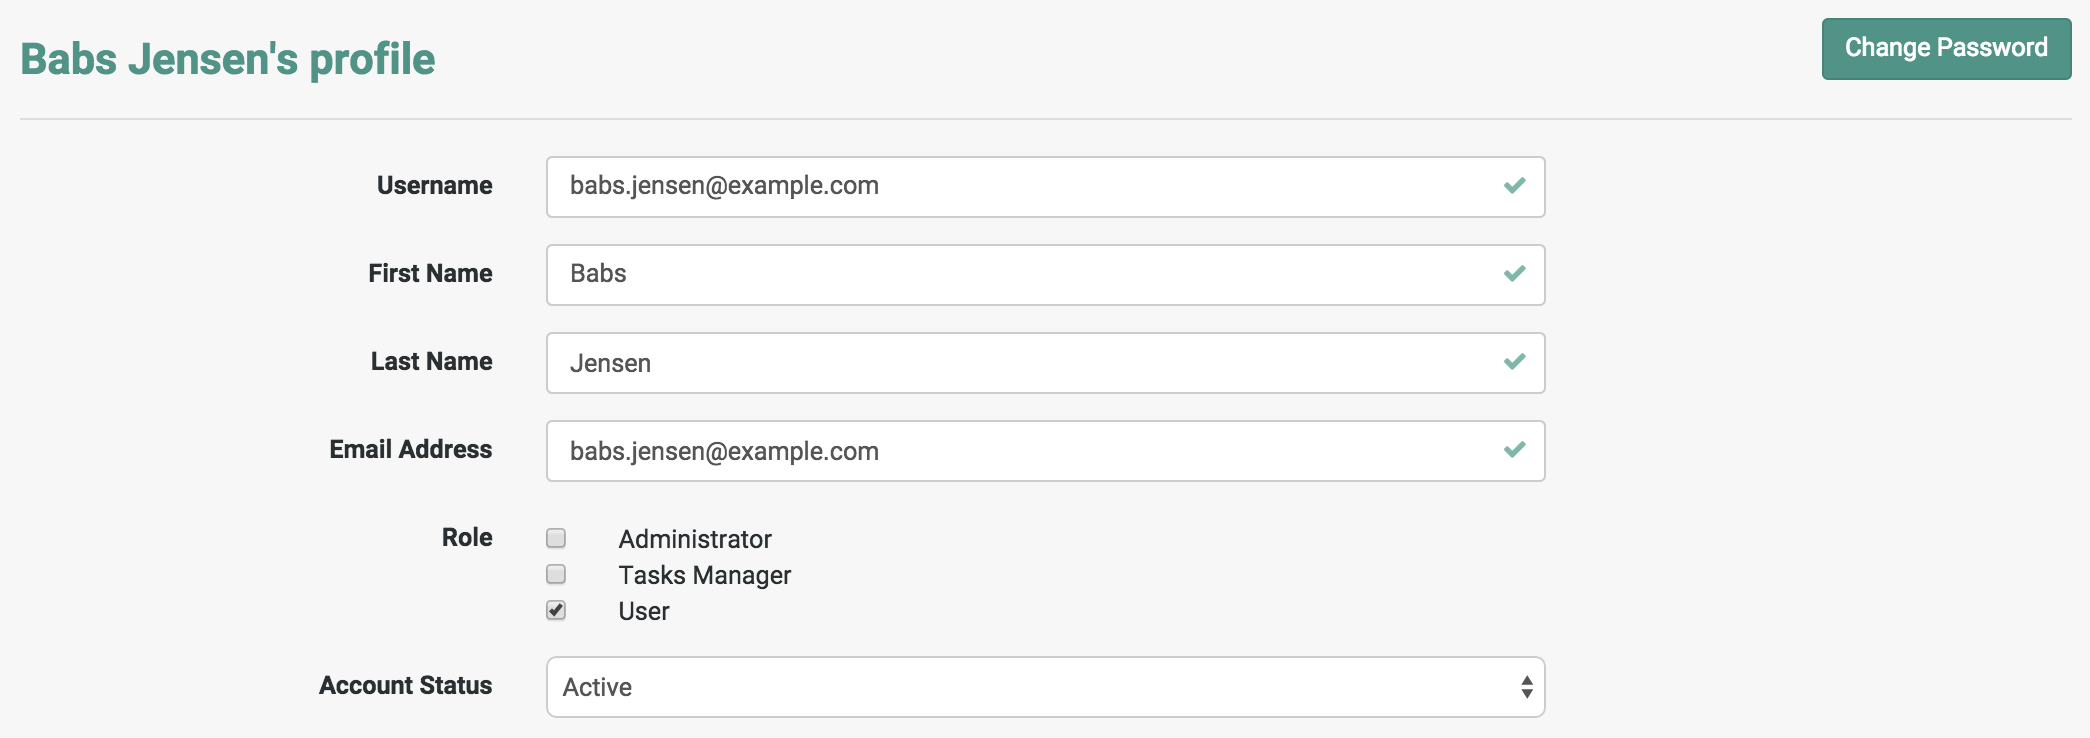 Babs Jensen's profile
Change Password
Username
babs.jensen@example.com
First Name
Babs
Last Name
Jensen
Email Address
babs.jensen@example.com
Role
Administrator
Tasks Manager
User
Account Status
Active